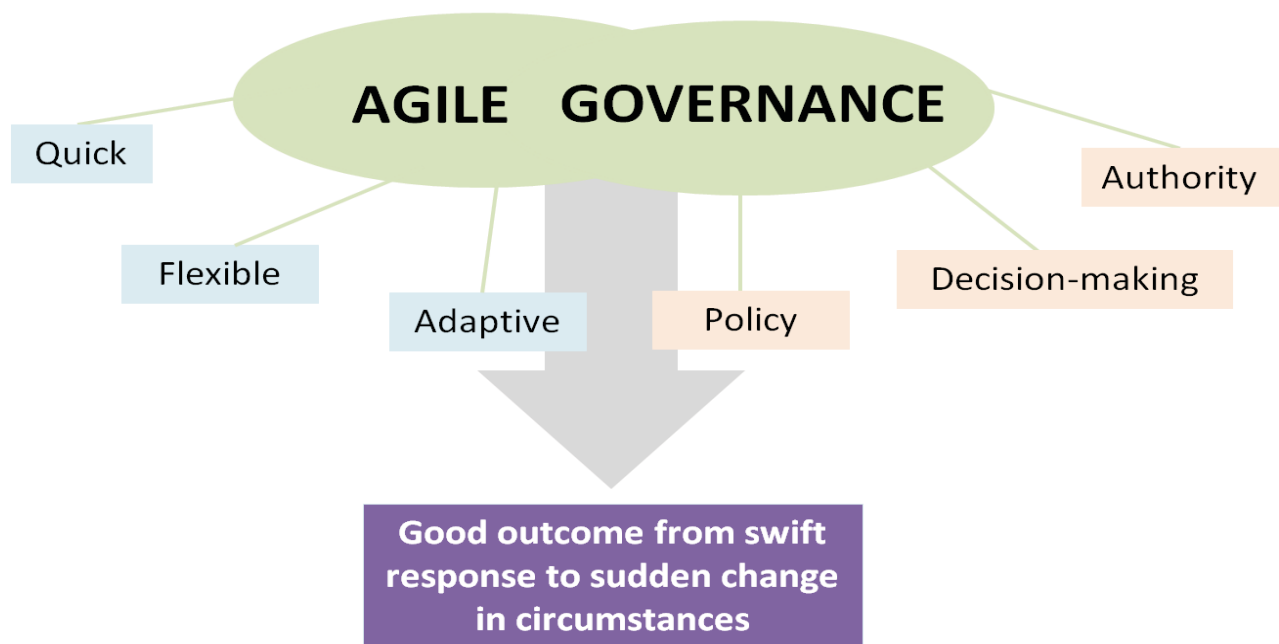 AGILE GOVERNANCE
Quick
Authority
Flexible
Decision-making
Adaptive
Policy
Good outcome from swift
response to sudden change
in circumstances